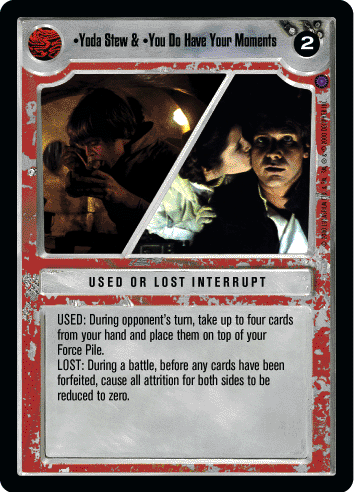 •Yoda Stew & •You Do Have Your Moments
2
USED OR LOST INTERRUPT
USED: During opponent's turn, take up to four cards
from your hand and place them on top of your
Force Pile.
LOST: During a battle, before any cards have been
forfeited, cause all attrition for both sides to be
reduced to zero.